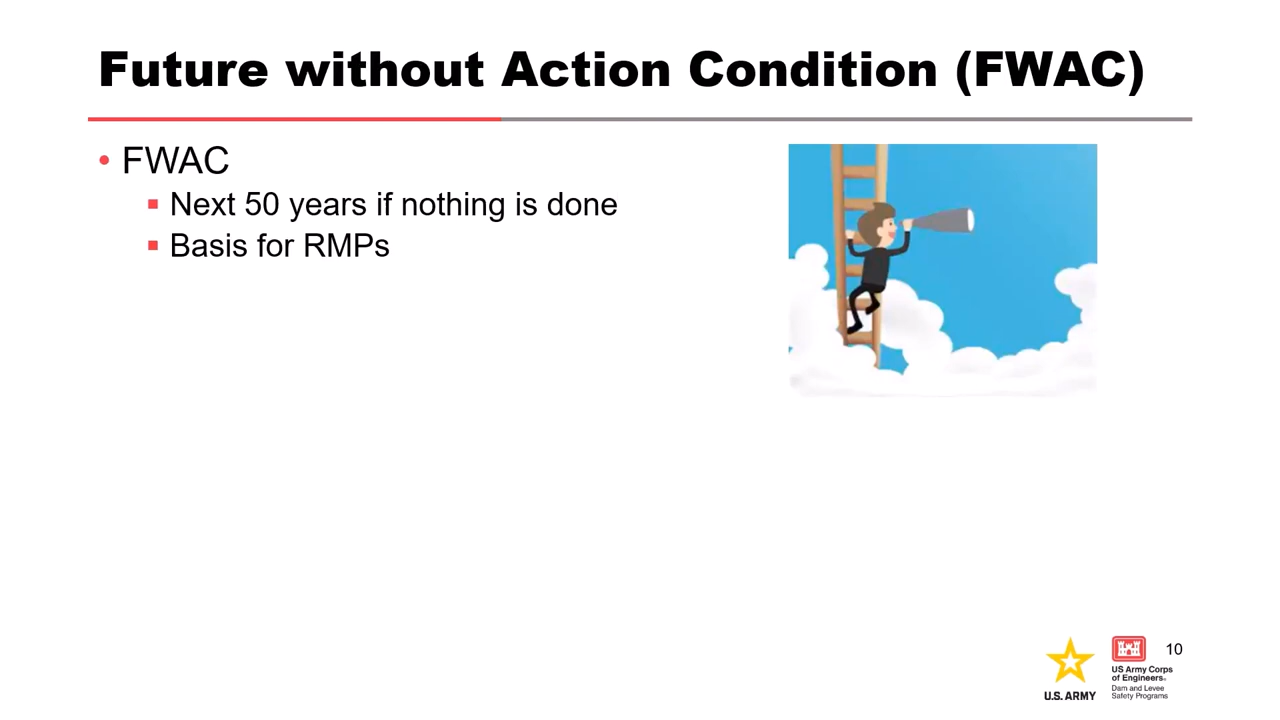 Future without Action Condition (FWAC)
• FWAC
▪ Next 50 years if nothing is done
▪ Basis for RMPs
10
U.S. ARMY
US Army Corps
of Engineers®
Dam and Levee
Safety Programs